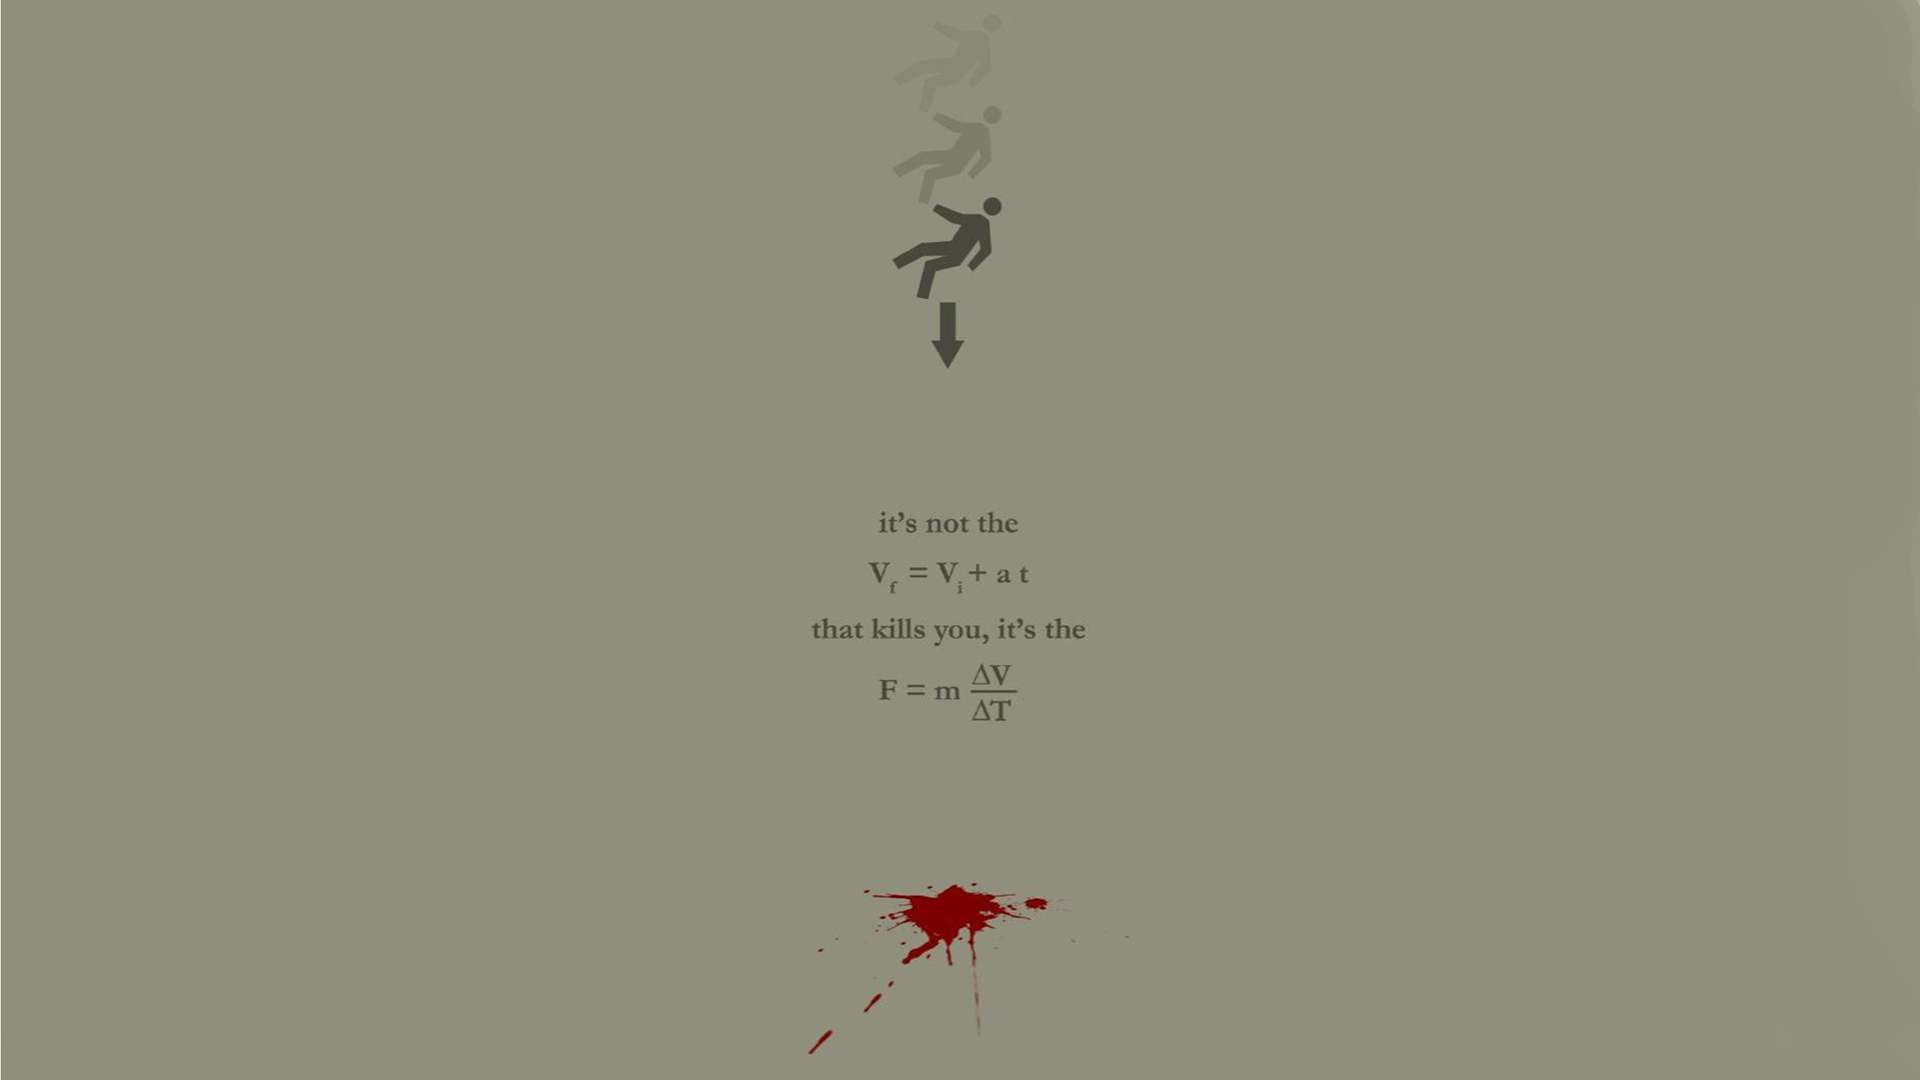 it’s not the
V_f = V_i + a t
that kills you, it’s the
F = m ΔV/ΔT